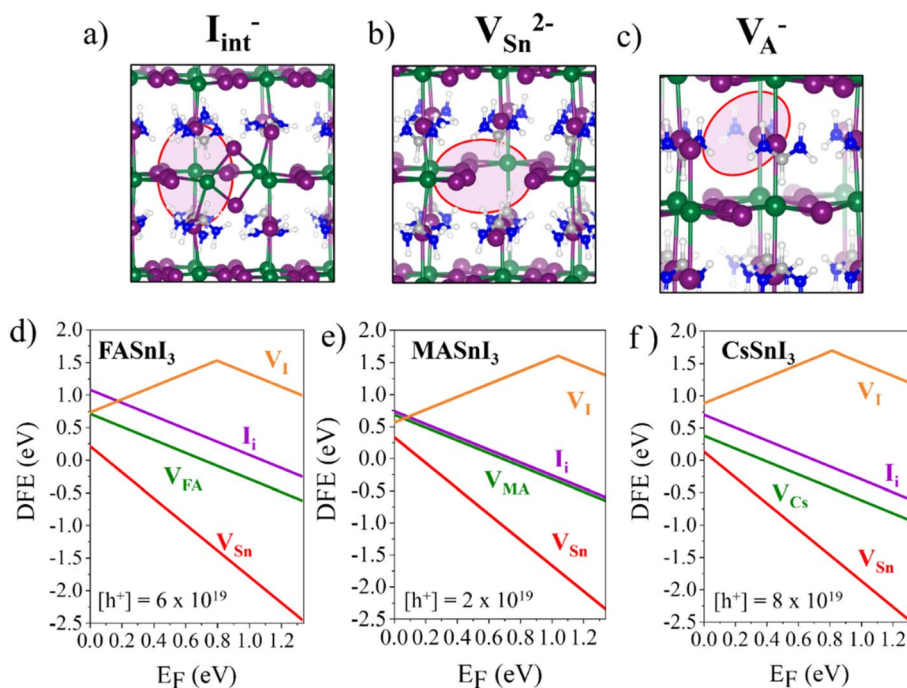 a) I_int^-
b) V_Sn^2-
c) V_A^-
d)
FASnI₃
V_I
I_i
V_FA
V_Sn
[h⁺] = 6 x 10¹⁹
DFE (eV)
2.0
1.5
1.0
0.5
0.0
-0.5
-1.0
-1.5
-2.0
-2.5
0.0 0.2 0.4 0.6 0.8 1.0 1.2
E_F (eV)
e)
MASnI₃
V_I
I_i
V_MA
V_Sn
[h⁺] = 2 x 10¹⁹
DFE (eV)
2.0
1.5
1.0
0.5
0.0
-0.5
-1.0
-1.5
-2.0
-2.5
0.0 0.2 0.4 0.6 0.8 1.0 1.2
E_F (eV)
f)
CsSnI₃
V_I
I_i
V_Cs
V_Sn
[h⁺] = 8 x 10¹⁹
DFE (eV)
2.0
1.5
1.0
0.5
0.0
-0.5
-1.0
-1.5
-2.0
-2.5
0.0 0.2 0.4 0.6 0.8 1.0 1.2
E_F (eV)